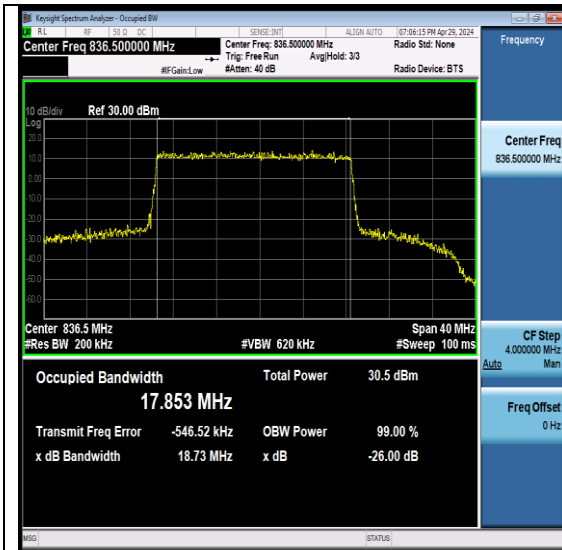 Keysight Spectrum Analyzer - Occupied BW
RL RF 50 Ω DC SENSE:INT ALIGN AUTO 07:06:15 PM Apr 29, 2024
Center Freq 836.500000 MHz
Center Freq: 836.500000 MHz
Radio Std: None
Trig: Free Run Avg|Hold: 3/3
#IFGain:Low #Atten: 40 dB Radio Device: BTS
10 dB/div Ref 30.00 dBm
Log
20.0
10.0
0.00
-10.0
-20.0
-30.0
-40.0
-50.0
-60.0
Center 836.5 MHz Span 40 MHz
#Res BW 200 kHz #VBW 620 kHz #Sweep 100 ms
Occupied Bandwidth Total Power 30.5 dBm
17.853 MHz
Transmit Freq Error -546.52 kHz OBW Power 99.00 %
x dB Bandwidth 18.73 MHz x dB -26.00 dB
MSG STATUS
Frequency
Center Freq
836.500000 MHz
CF Step
4.000000 MHz
Auto Man
Freq Offset
0 Hz